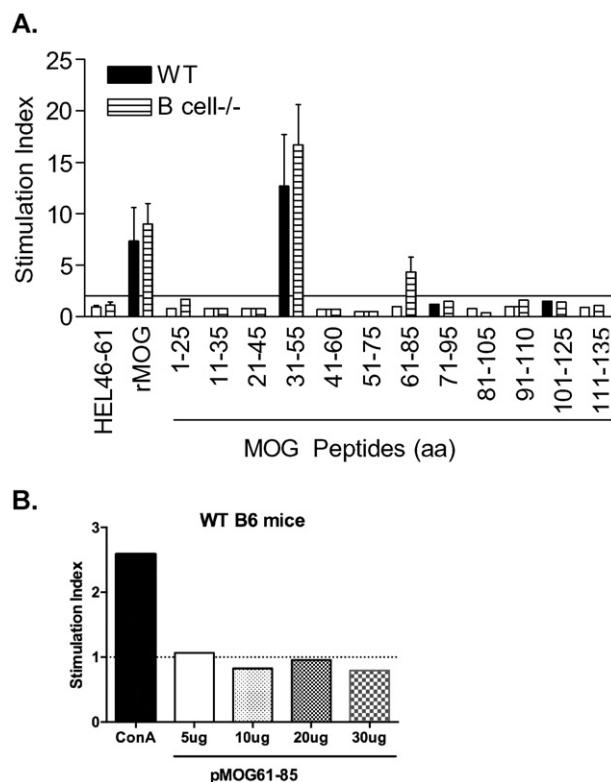 A.
Stimulation Index
25
20
15
10
5
0
WT
B cell-/-
HEL46-61
rMOG
1-25
11-35
21-45
31-55
41-60
51-75
61-85
71-95
81-105
91-110
101-125
111-135
MOG Peptides (aa)
B.
WT B6 mice
Stimulation Index
3
2
1
0
ConA
5ug
10ug
20ug
30ug
pMOG61-85